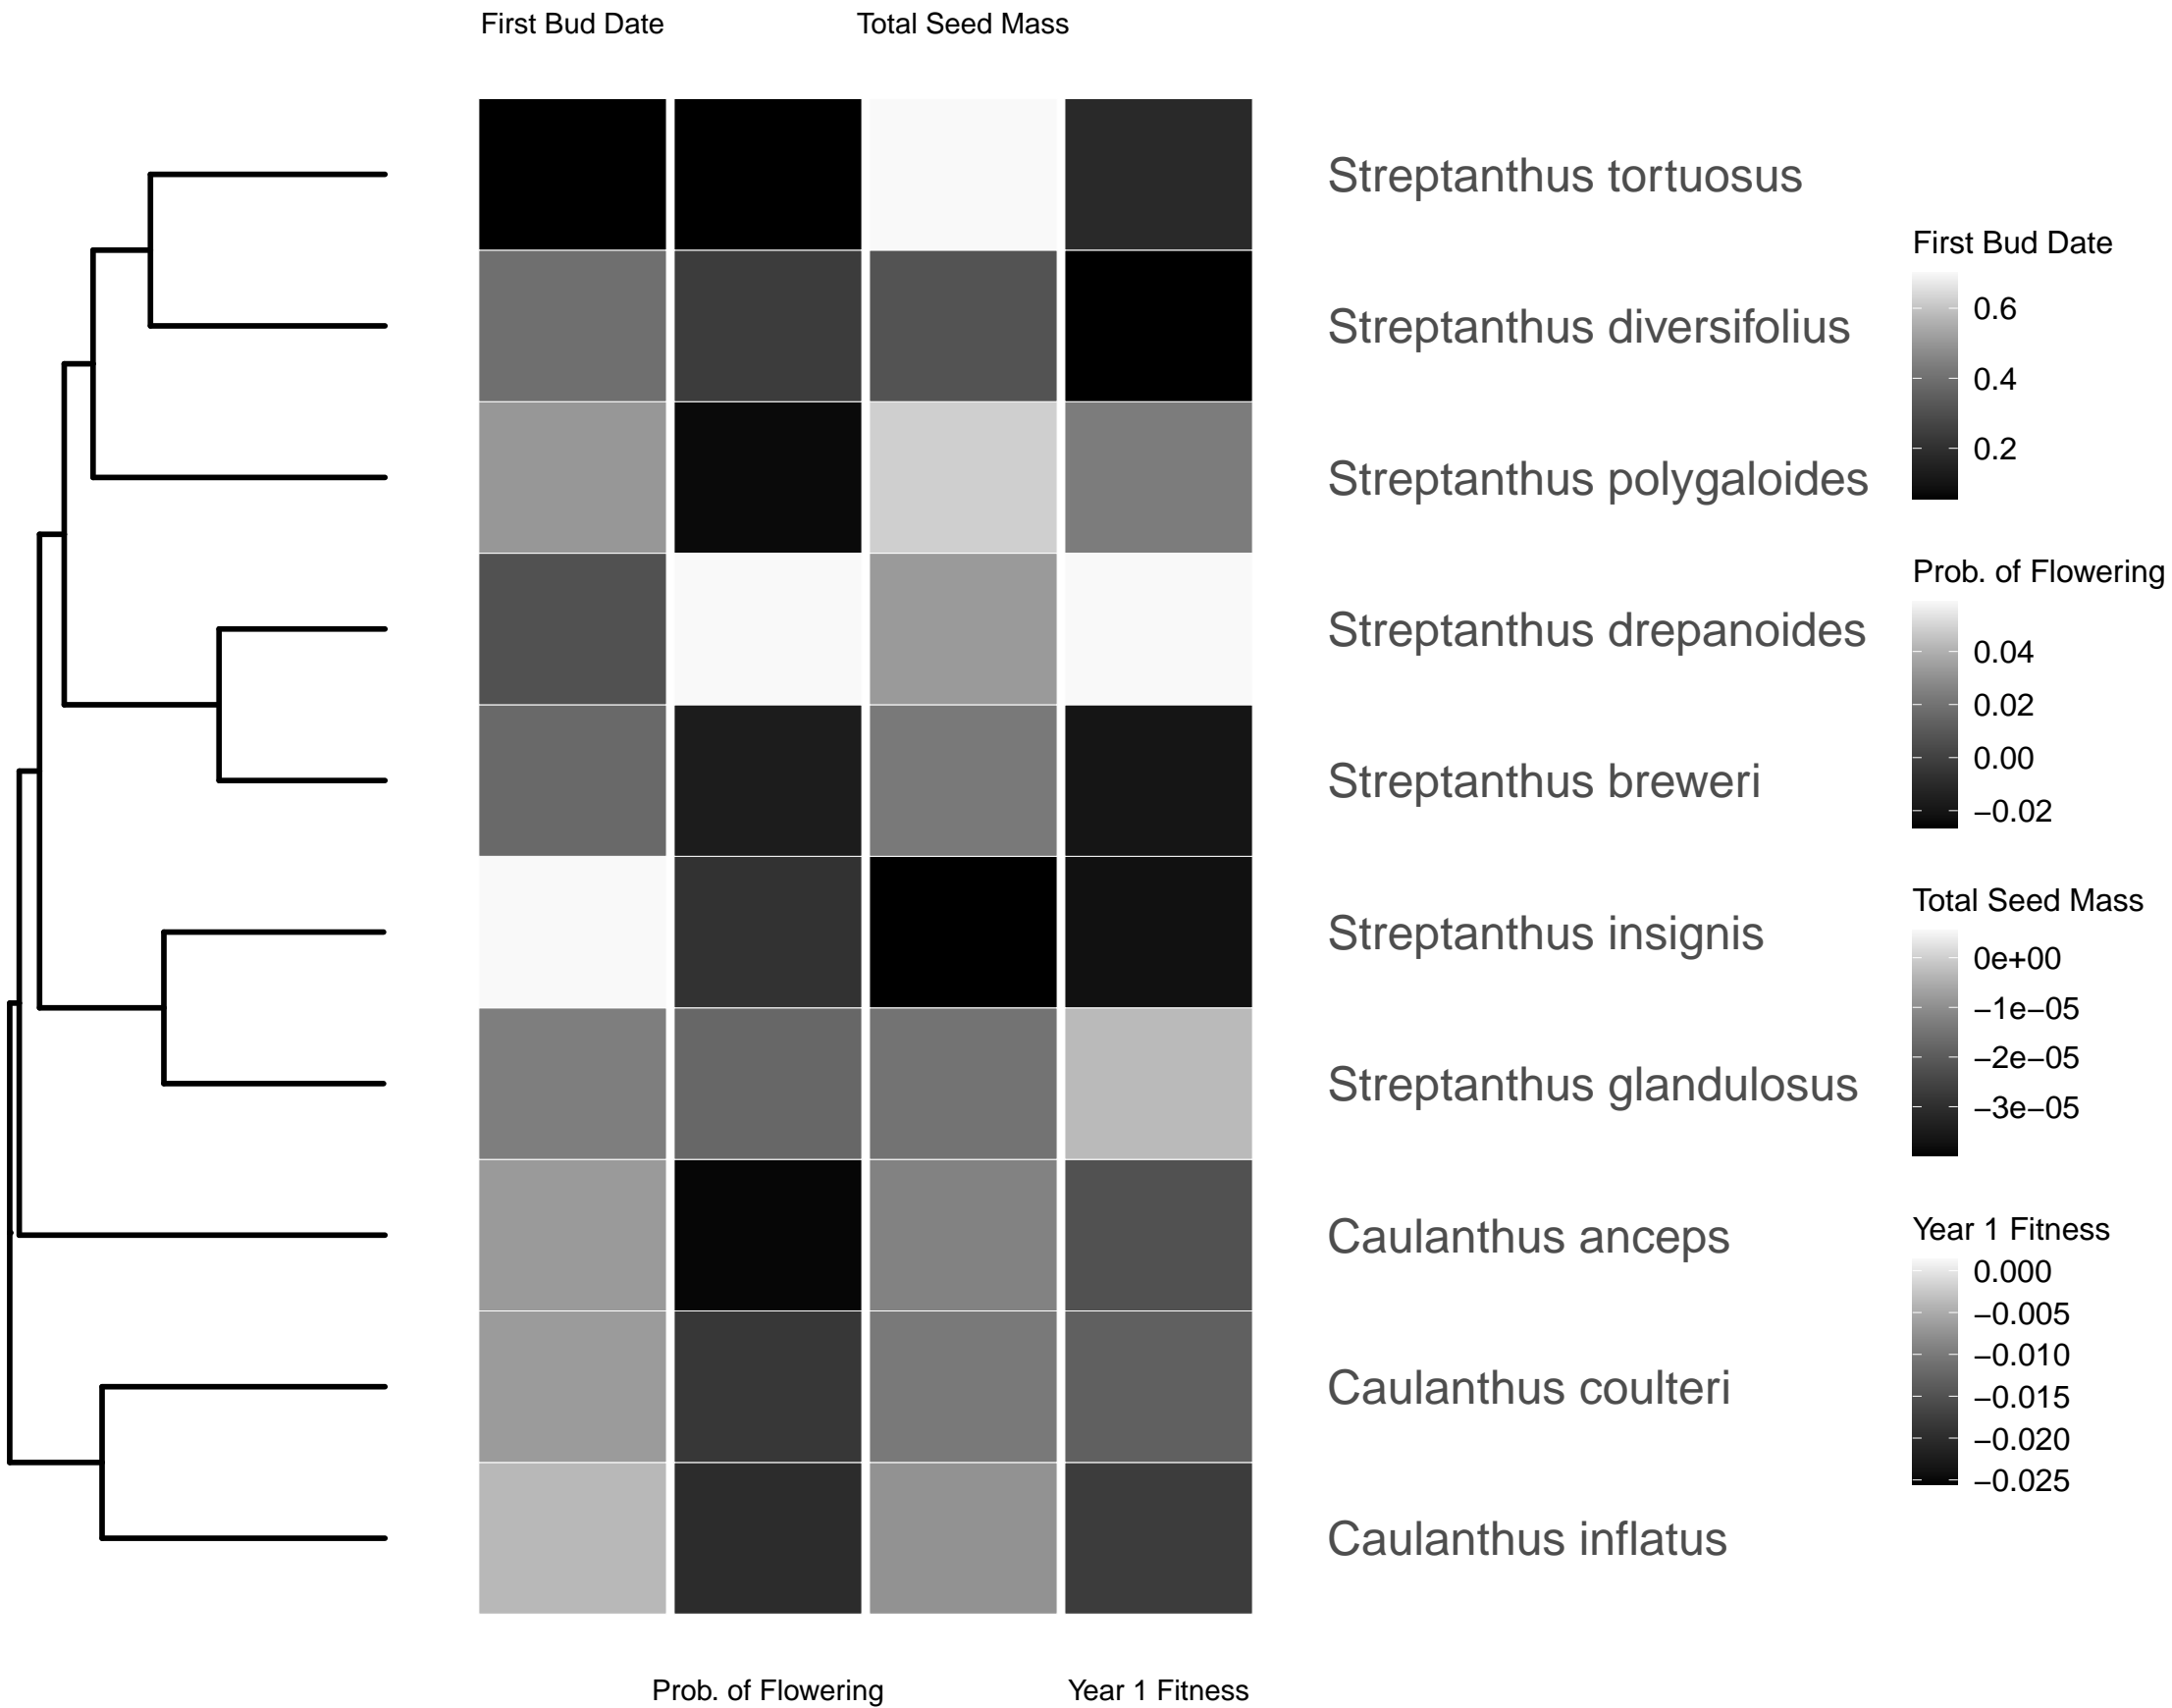 First Bud Date
Total Seed Mass
Streptanthus tortuosus
Streptanthus diversifolius
Streptanthus polygaloides
Streptanthus drepanoides
Streptanthus breweri
Streptanthus insignis
Streptanthus glandulosus
Caulanthus anceps
Caulanthus coulteri
Caulanthus inflatus
First Bud Date
0.6
0.4
0.2
Prob. of Flowering
0.04
0.02
0.00
−0.02
Total Seed Mass
0e+00
−1e−05
−2e−05
−3e−05
Year 1 Fitness
0.000
−0.005
−0.010
−0.015
−0.020
−0.025
Prob. of Flowering
Year 1 Fitness